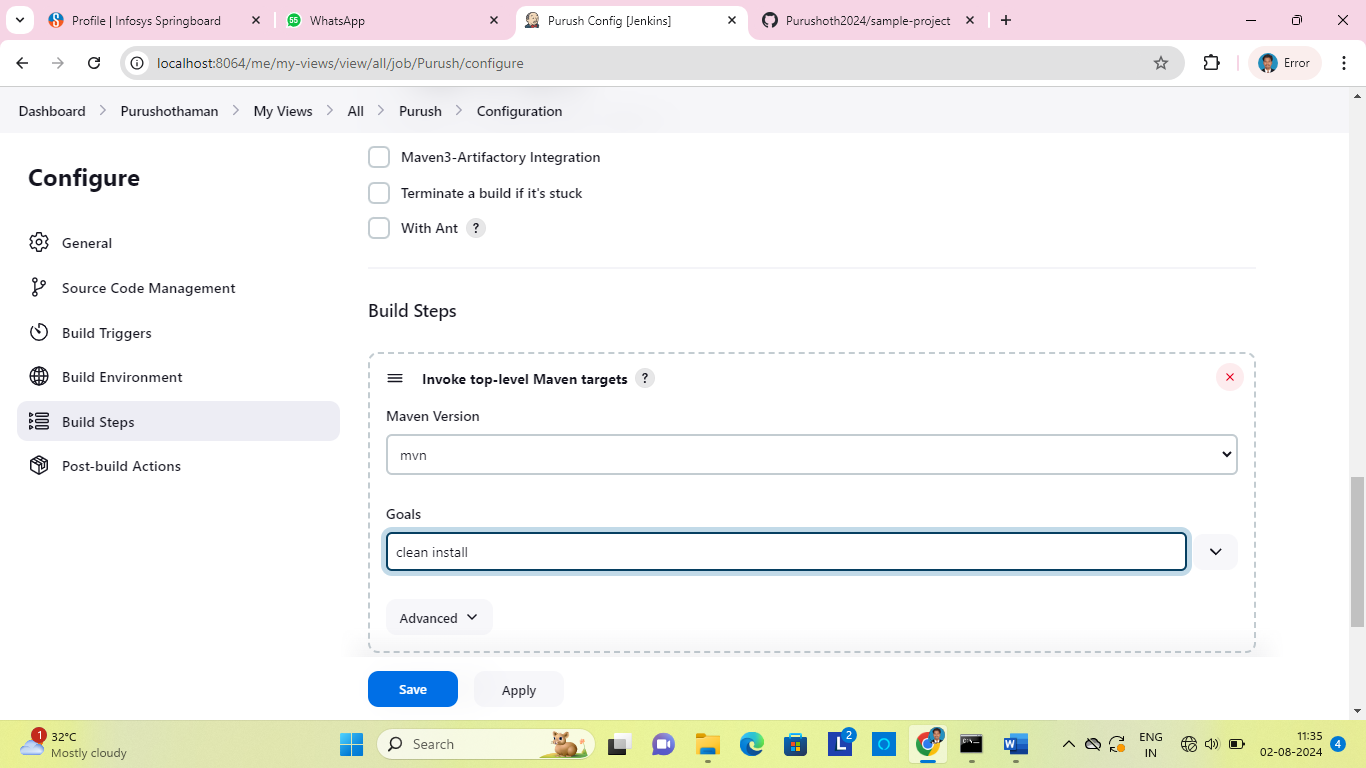 Profile | Infosys Springboard
55
WhatsApp
Purush Config [Jenkins]
Purushoth2024/sample-project
localhost:8064/me/my-views/view/all/job/Purush/configure
Error
Dashboard
Purushothaman
My Views
All
Purush
Configuration
Configure
General
Source Code Management
Build Triggers
Build Environment
Build Steps
Post-build Actions
Maven3-Artifactory Integration
Terminate a build if it's stuck
With Ant ?
Build Steps
Invoke top-level Maven targets ?
Maven Version
mvn
Goals
clean install
Advanced
Save
Apply
1
32°C
Mostly cloudy
Search
L
2
W
ENG
IN
11:35
02-08-2024
4